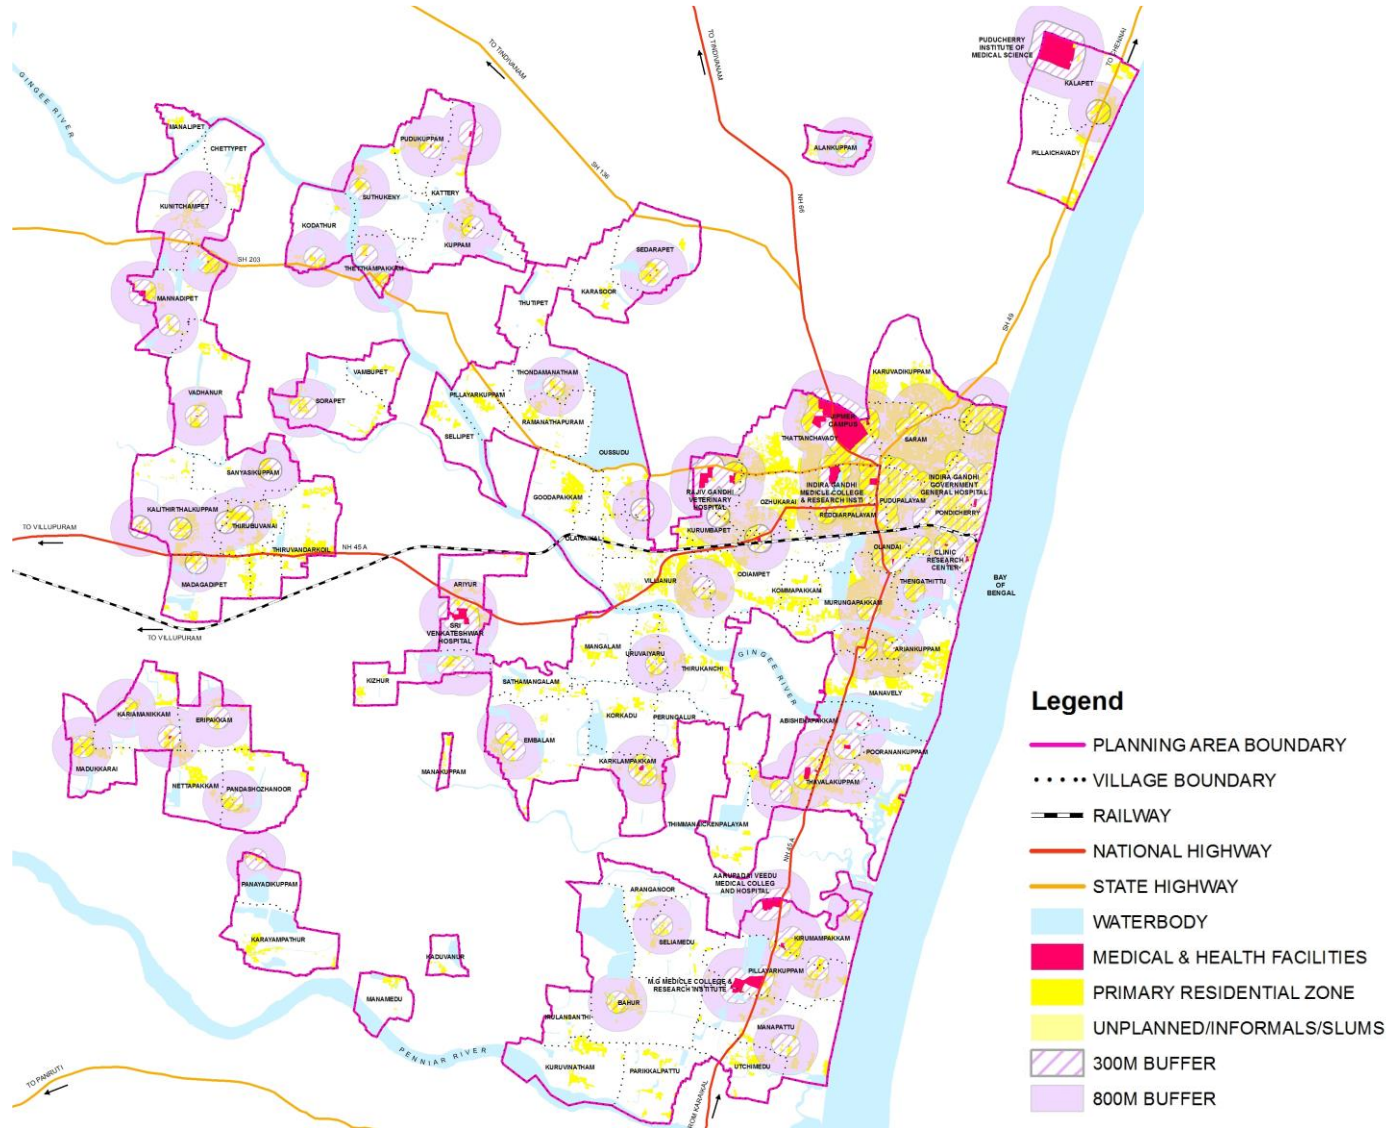 TO TINDIVANAM
TO TINDIVANAM
TO CHENNAI
PUDUCHERRY
INSTITUTE OF
MEDICAL SCIENCE
KALAPET
PILLAICHAVADY
GINGEE RIVER
MANALIPET
CHETTYPET
KUNITCHAMPET
PUDUKUPPAM
SUTHUKENY
KATTERY
KODATHUR
KUPPAM
SH 136
NH 66
ALANKUPPAM
SH 203
SEDARAPET
KARASOOR
MANNADIPET
THUTIPET
SH 49
VADHANUR
VAMBUPET
SORAPET
THONDAMANATHAM
PILLAYARKUPPAM
RAMANATHAPURAM
SELLIPET
OUSSUDU
KARUVADIKUPPAM
JIPMER
CAMPUS
THATTANCHAVADY
SARAM
SANYASIKUPPAM
GOODAPAKKAM
RAJIV GANDHI
VETERINARY
HOSPITAL
OZHUKARAI
INDIRA GANDHI
MEDICLE COLLEGE
& RESEARCH INSTI
PUDUPALAYAM
INDIRA GANDHI
GOVERNMENT
GENERAL HOSPITAL
PONDICHERRY
REDDIARPALAYAM
KALITHIRTHALKUPPAM
THIRUBUVANAI
KURUMBAPET
TO VILLUPURAM
THIRUVANDARKOIL
NH 45 A
MADAGADIPET
OLANDAI
CLINIC
RESEARCH
CENTER
ODIAMPET
VILLIANUR
KOMMAPAKKAM
THENGATHITTU
MURUNGAPAKKAM
BAY
OF
BENGAL
ARIYUR
SRI
VENKATESHWAR
HOSPITAL
TO VILLUPURAM
MANGALAM
URUVAIYARU
THIRUKANCHI
GINGEE RIVER
ARIANKUPPAM
MANAVELY
KIZHUR
SATHAMANGALAM
KORKADU
PERUNGALUR
ABISHEKAPAKKAM
POORANANKUPPAM
EMBALAM
KARKLAMPAKKAM
THAVALAKUPPAM
MANAKUPPAM
THIMMANAICKENPALAYAM
KARIAMANIKKAM
ERIPAKKAM
MADUKKARAI
NETTAPAKKAM
PANDASHOZHANOOR
NH 45 A
PANAYADIKUPPAM
KARAYAMPATHUR
KADUVANUR
MANAMEDU
AARUPADAI VEEDU
MEDICAL COLLEG
AND HOSPITAL
ARANGANOOR
SELIAMEDU
KIRUMAMPAKKAM
PILLAYARKUPPAM
M.G MEDICLE COLLEGE &
RESEARCH INSTITUTE
BAHUR
MANAPATTU
KURUVINATHAM
PARIKKALPATTU
UTCHIMEDU
PENNIAR RIVER
TO PANRUTI
Legend
PLANNING AREA BOUNDARY
VILLAGE BOUNDARY
RAILWAY
NATIONAL HIGHWAY
STATE HIGHWAY
WATERBODY
MEDICAL & HEALTH FACILITIES
PRIMARY RESIDENTIAL ZONE
UNPLANNED/INFORMALS/SLUMS
300M BUFFER
800M BUFFER